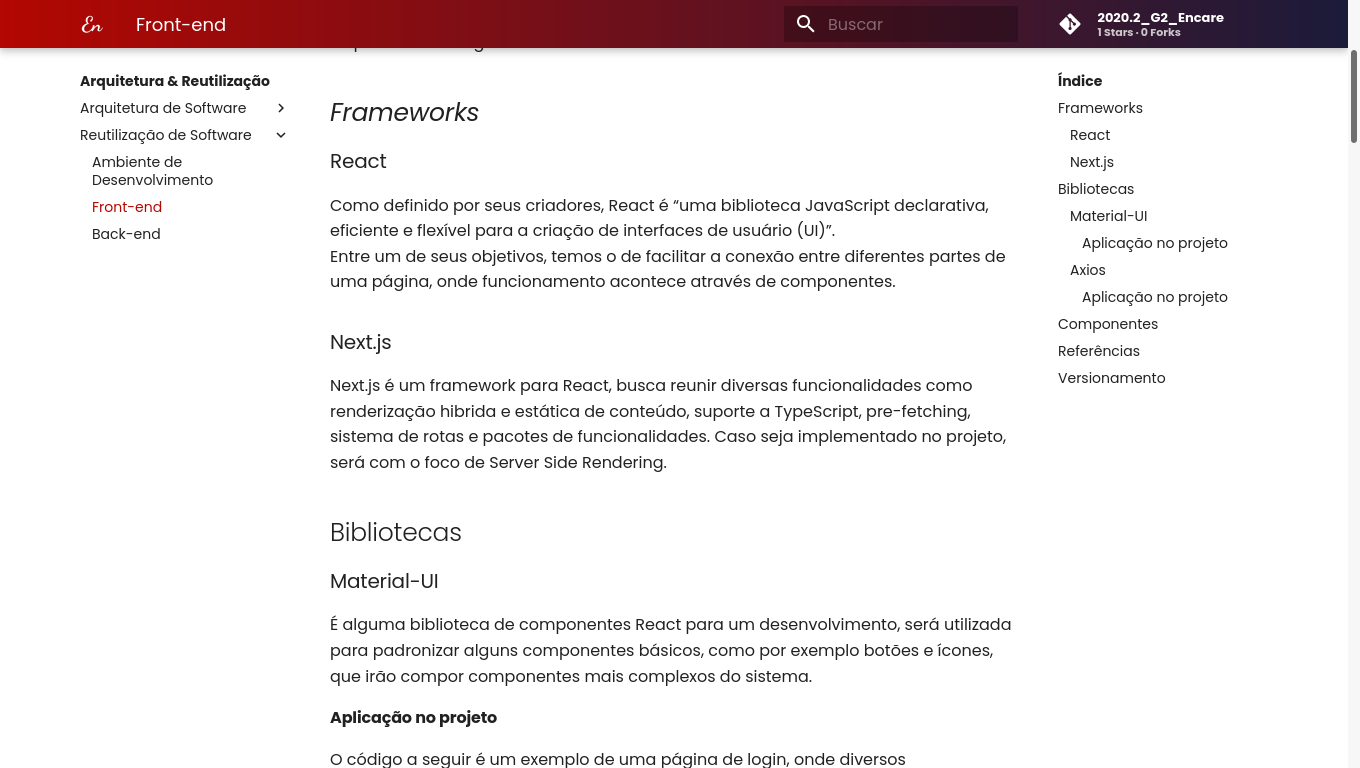 En
Front-end
Buscar
2020.2_G2_Encare
1 Stars · 0 Forks
Arquitetura & Reutilização
Arquitetura de Software
Reutilização de Software
Ambiente de
Desenvolvimento
Front-end
Back-end
Frameworks
React
Como definido por seus criadores, React é “uma biblioteca JavaScript declarativa,
eficiente e flexível para a criação de interfaces de usuário (UI)”.
Entre um de seus objetivos, temos o de facilitar a conexão entre diferentes partes de
uma página, onde funcionamento acontece através de componentes.
Next.js
Next.js é um framework para React, busca reunir diversas funcionalidades como
renderização hibrida e estática de conteúdo, suporte a TypeScript, pre-fetching,
sistema de rotas e pacotes de funcionalidades. Caso seja implementado no projeto,
será com o foco de Server Side Rendering.
Bibliotecas
Material-UI
É alguma biblioteca de componentes React para um desenvolvimento, será utilizada
para padronizar alguns componentes básicos, como por exemplo botões e ícones,
que irão compor componentes mais complexos do sistema.
Aplicação no projeto
O código a seguir é um exemplo de uma página de login, onde diversos
Índice
Frameworks
React
Next.js
Bibliotecas
Material-UI
Aplicação no projeto
Axios
Aplicação no projeto
Componentes
Referências
Versionamento